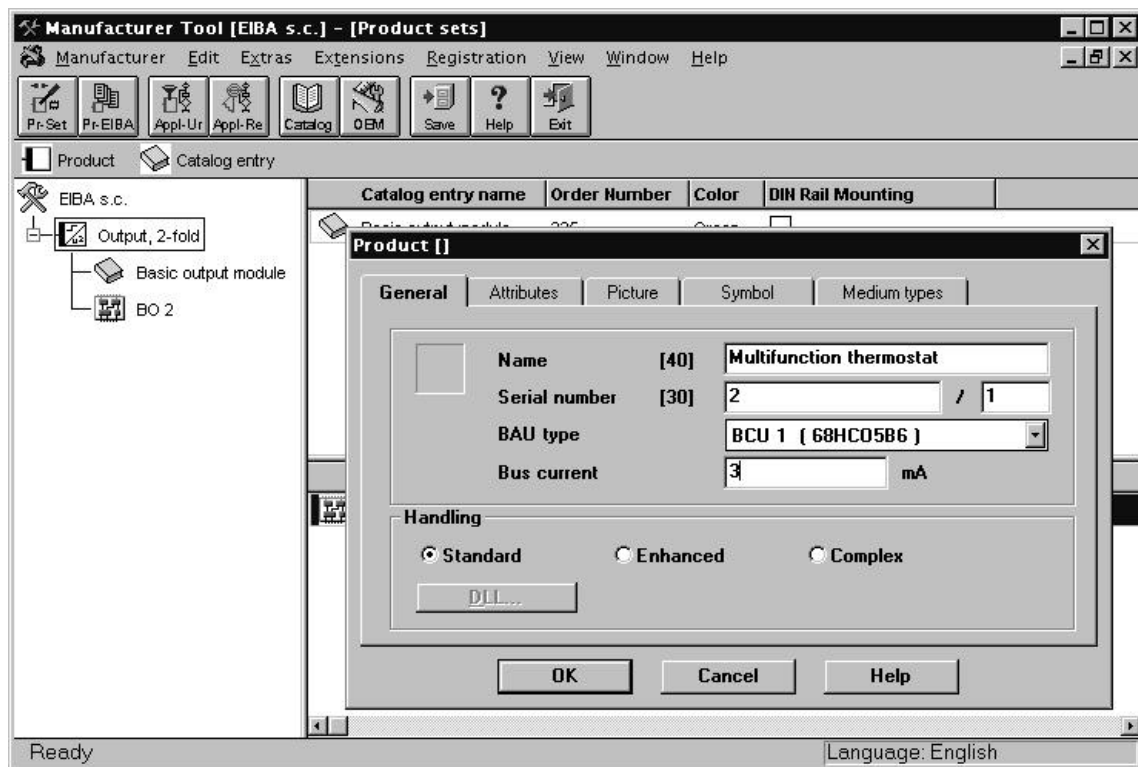 Manufacturer Tool [EIBA s.c.] - [Product sets]
Manufacturer Edit Extras Extensions Registration View Window Help
Pr-Set Pr-EIBA Appl-Ur Appl-Re Catalog OEM Save Help Exit
Product Catalog entry
EIBA s.c.
Output, 2-fold
Basic output module
BO 2
Catalog entry name Order Number Color DIN Rail Mounting
Product []
General Attributes Picture Symbol Medium types
Name [40] Multifunction thermostat
Serial number [30] 2 / 1
BAU type BCU 1 ( 68HC05B6 )
Bus current 3 mA
Handling
Standard Enhanced Complex
DLL...
OK Cancel Help
Ready Language: English